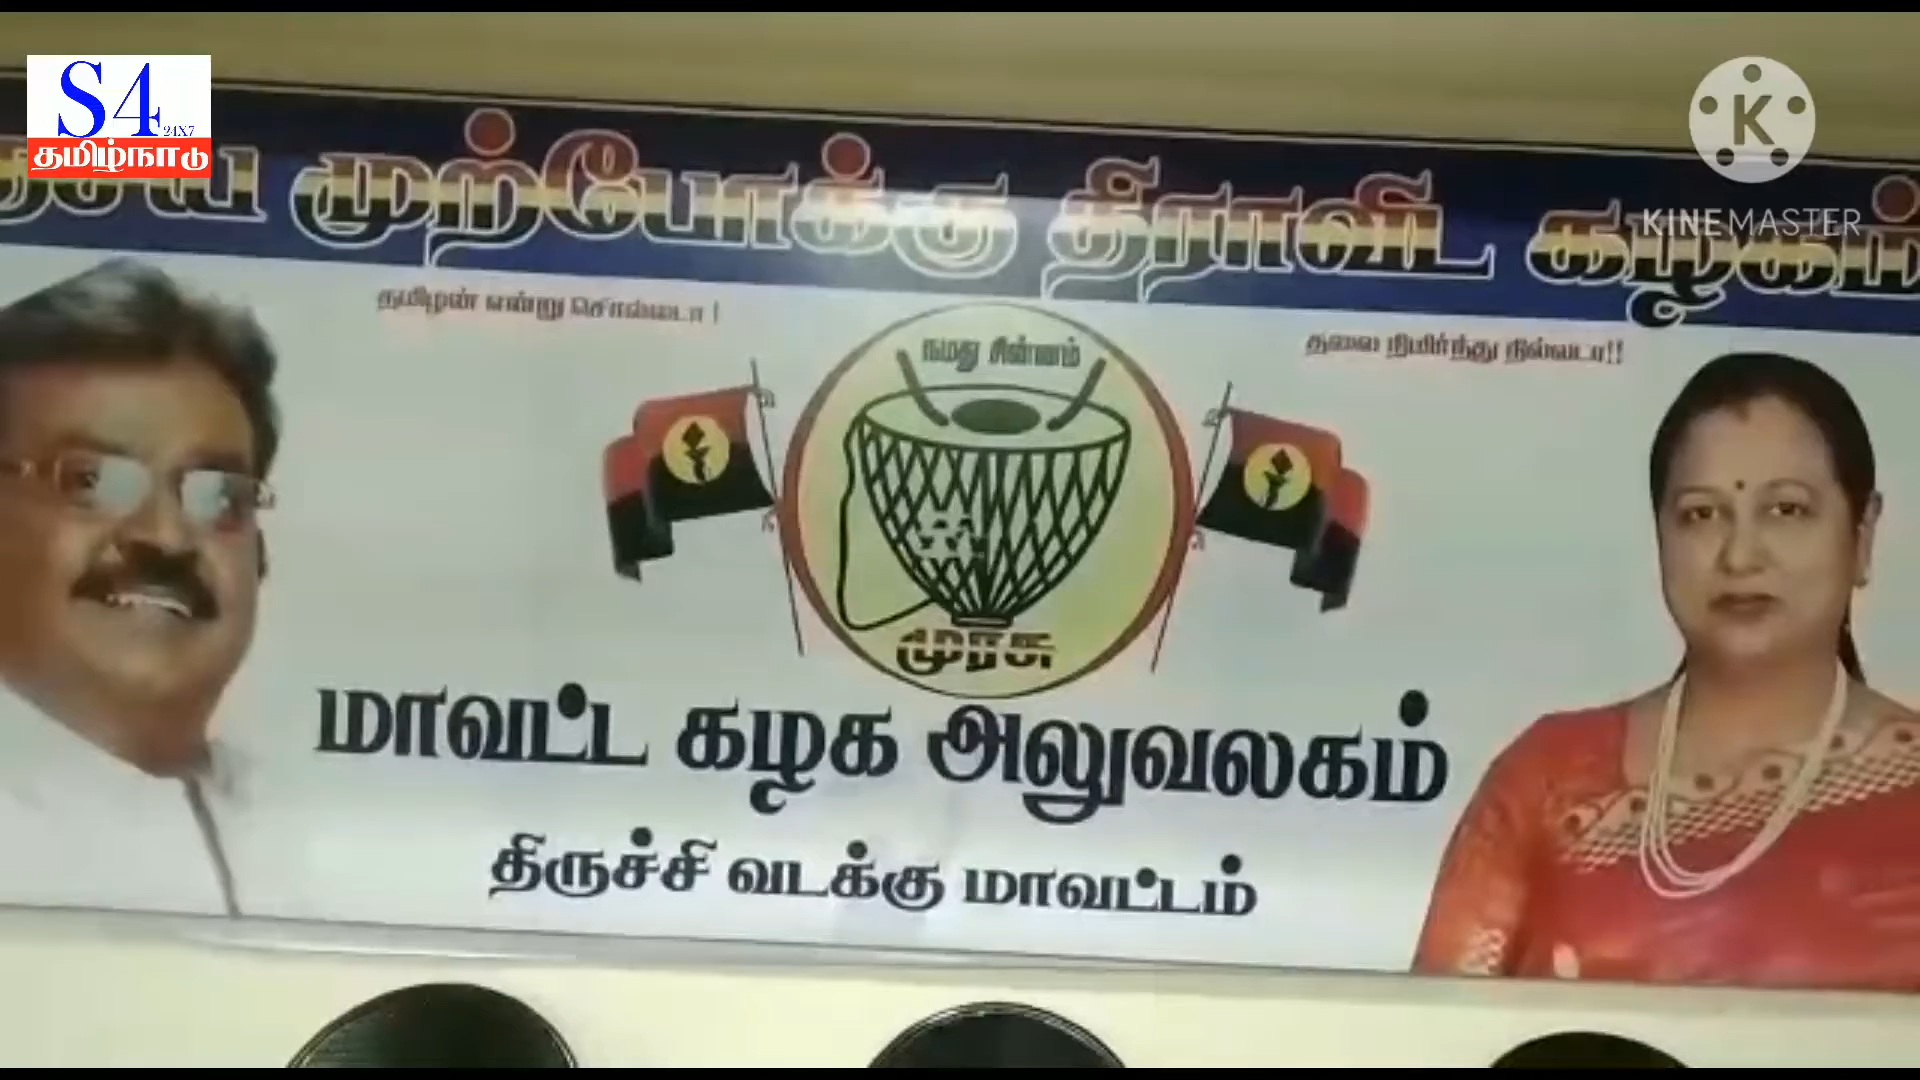 S4
24X7
தமிழ்நாடு
K
KINEMASTER
தேசிய முற்போக்கு திராவிட கழகம்
தமிழன் என்று சொல்லடா !
தலை நிமிர்ந்து நில்லடா!!
நமது சின்னம்
முரசு
மாவட்ட கழக அலுவலகம்
திருச்சி வடக்கு மாவட்டம்